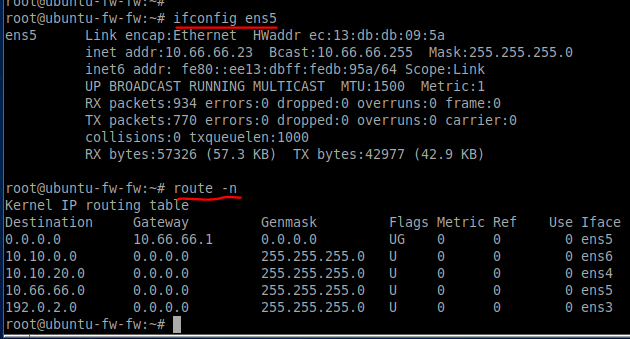 root@ubuntu-fw-fw:~# ifconfig ens5
ens5      Link encap:Ethernet  HWaddr ec:13:db:db:09:5a
          inet addr:10.66.66.23  Bcast:10.66.66.255  Mask:255.255.255.0
          inet6 addr: fe80::ee13:dbff:fedb:95a/64 Scope:Link
          UP BROADCAST RUNNING MULTICAST  MTU:1500  Metric:1
          RX packets:934 errors:0 dropped:0 overruns:0 frame:0
          TX packets:770 errors:0 dropped:0 overruns:0 carrier:0
          collisions:0 txqueuelen:1000
          RX bytes:57326 (57.3 KB)  TX bytes:42977 (42.9 KB)
root@ubuntu-fw-fw:~# route -n
Kernel IP routing table
Destination     Gateway         Genmask         Flags Metric Ref    Use Iface
0.0.0.0         10.66.66.1      0.0.0.0         UG    0      0        0 ens5
10.10.0.0       0.0.0.0         255.255.255.0   U     0      0        0 ens6
10.10.20.0      0.0.0.0         255.255.255.0   U     0      0        0 ens4
10.66.66.0      0.0.0.0         255.255.255.0   U     0      0        0 ens5
192.0.2.0       0.0.0.0         255.255.255.0   U     0      0        0 ens3
root@ubuntu-fw-fw:~#